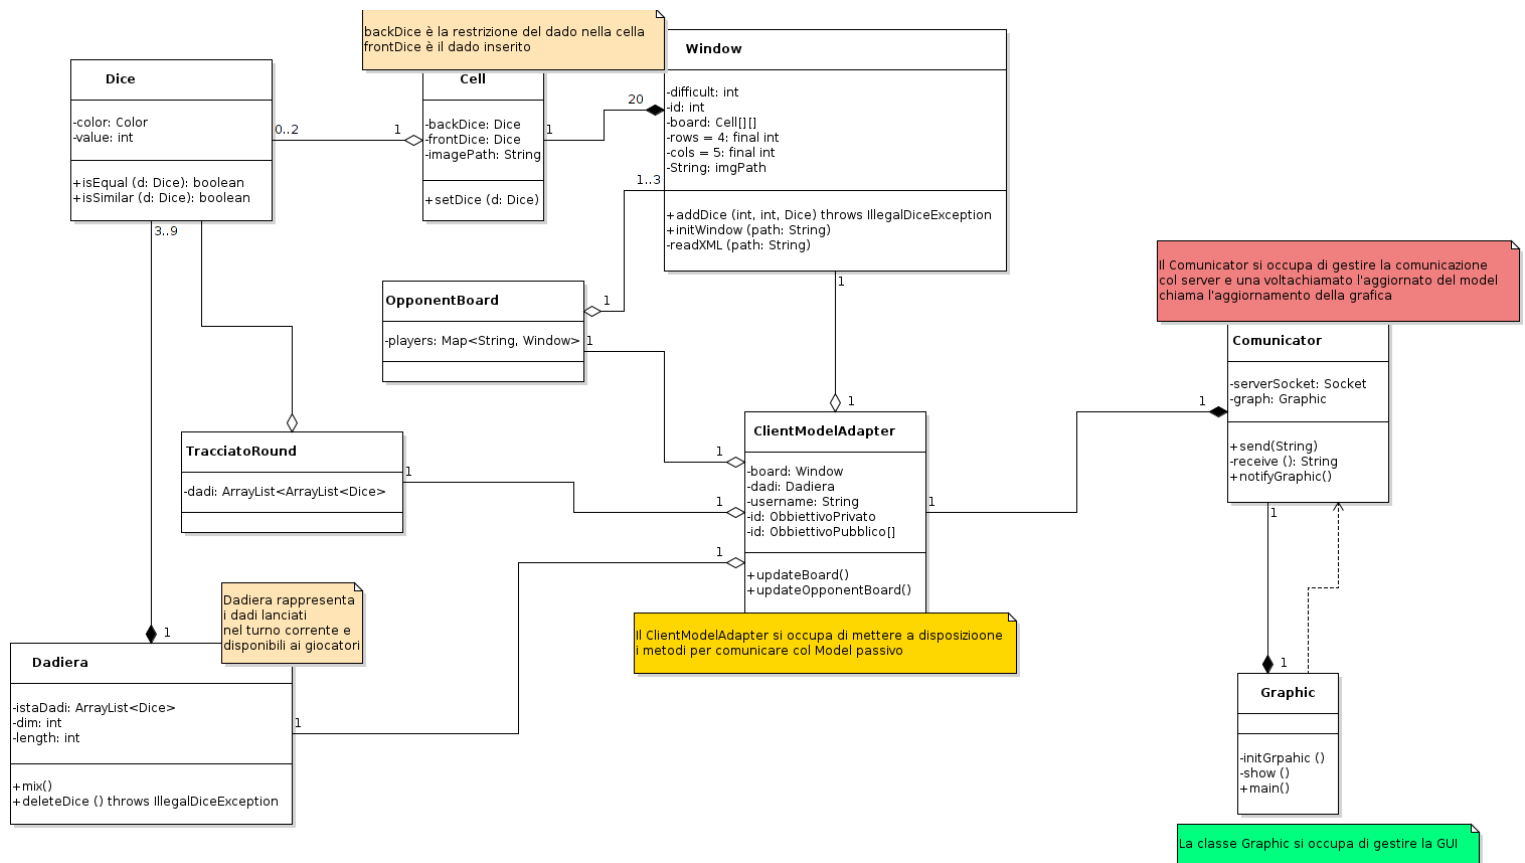 backDice è la restrizione del dado nella cella
frontDice è il dado inserito
Window
-difficult: int
-id: int
-board: Cell[][]
-rows = 4: final int
-cols = 5: final int
-String: imgPath
+addDice (int, int, Dice) throws IllegalDiceException
+initWindow (path: String)
-readXML (path: String)
Dice
-color: Color
-value: int
+isEqual (d: Dice): boolean
+isSimilar (d: Dice): boolean
Cell
-backDice: Dice
-frontDice: Dice
-imagePath: String
+setDice (d: Dice)
0..2
1
1
20
1..3
1
3..9
OpponentBoard
-players: Map<String, Window>
1
1
Il Comunicator si occupa di gestire la comunicazione
col server e una voltachiamato l'aggiornato del model
chiama l'aggiornamento della grafica
Comunicator
-serverSocket: Socket
-graph: Graphic
+send(String)
-receive (): String
+notifyGraphic()
1
1
TracciatoRound
-dadi: ArrayList<ArrayList<Dice>
1
ClientModelAdapter
-board: Window
-dadi: Dadiera
-username: String
-id: ObbiettivoPrivato
-id: ObbiettivoPubblico[]
+updateBoard()
+updateOpponentBoard()
1
1
1
1
1
Il ClientModelAdapter si occupa di mettere a disposizioone
i metodi per comunicare col Model passivo
Dadiera rappresenta
i dadi lanciati
nel turno corrente e
disponibili ai giocatori
1
Dadiera
-istaDadi: ArrayList<Dice>
-dim: int
-length: int
+mix()
+deleteDice () throws IllegalDiceException
1
1
Graphic
-initGrpahic ()
-show ()
+main()
La classe Graphic si occupa di gestire la GUI